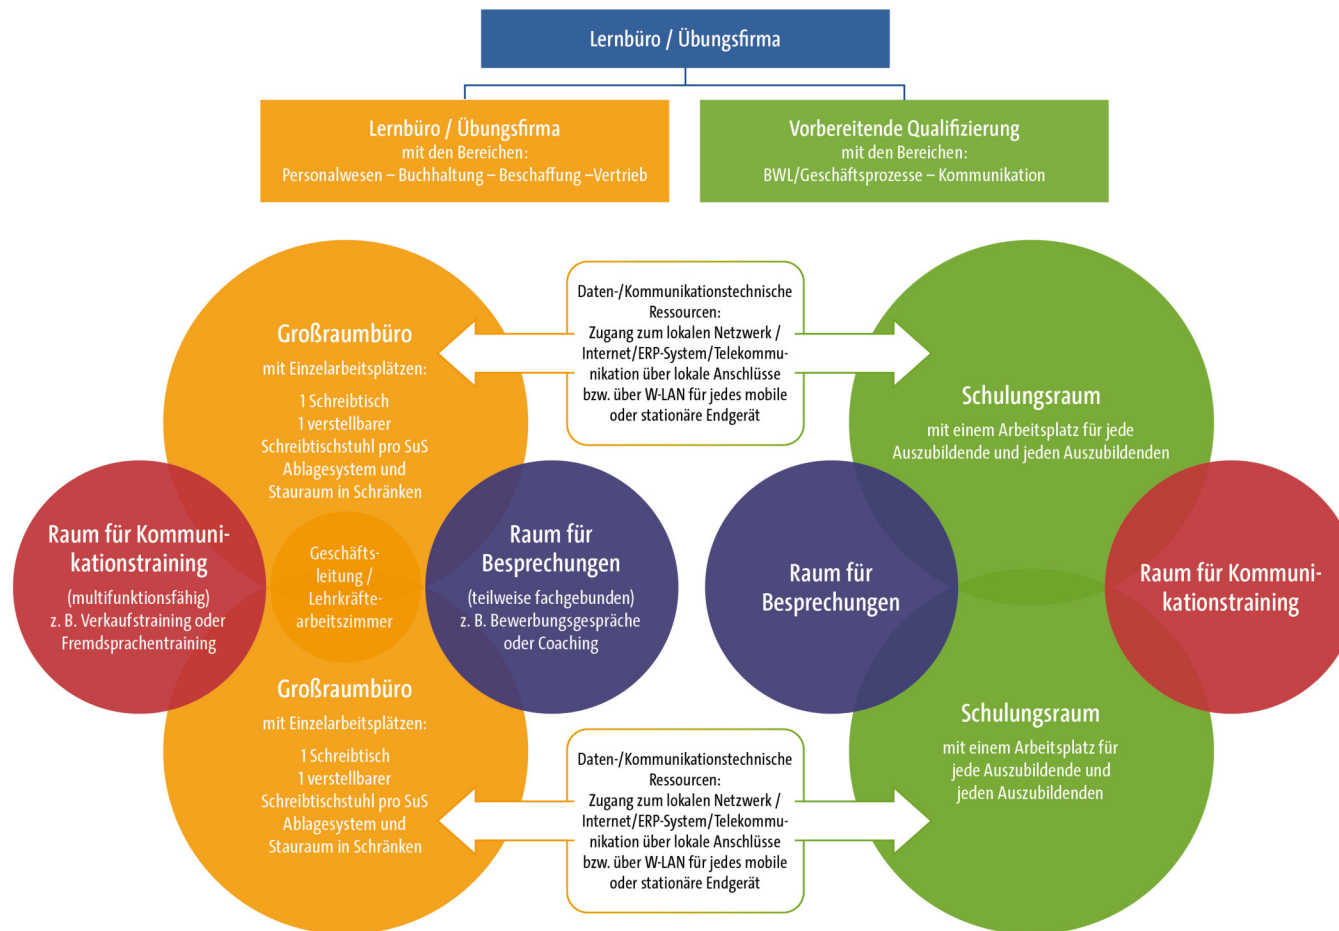 Lernbüro / Übungsfirma
Lernbüro / Übungsfirma
mit den Bereichen:
Personalwesen – Buchhaltung – Beschaffung –Vertrieb
Vorbereitende Qualifizierung
mit den Bereichen:
BWL/Geschäftsprozesse – Kommunikation
Großraumbüro
mit Einzelarbeitsplätzen:
1 Schreibtisch
1 verstellbarer
Schreibtischstuhl pro SuS
Ablagesystem und
Stauraum in Schränken
Daten-/Kommunikationstechnische
Ressourcen:
Zugang zum lokalen Netzwerk /
Internet/ERP-System/Telekommu-
nikation über lokale Anschlüsse
bzw. über W-LAN für jedes mobile
oder stationäre Endgerät
Schulungsraum
mit einem Arbeitsplatz für jede
Auszubildende und jeden Auszubildenden
Raum für Kommuni-
kationstraining
(multifunktionsfähig)
z. B. Verkaufstraining oder
Fremdsprachentraining
Geschäfts-
leitung /
Lehrkräfte-
arbeitszimmer
Raum für
Besprechungen
(teilweise fachgebunden)
z. B. Bewerbungsgespräche
oder Coaching
Raum für
Besprechungen
Raum für Kommuni-
kationstraining
Großraumbüro
mit Einzelarbeitsplätzen:
1 Schreibtisch
1 verstellbarer
Schreibtischstuhl pro SuS
Ablagesystem und
Stauraum in Schränken
Daten-/Kommunikationstechnische
Ressourcen:
Zugang zum lokalen Netzwerk /
Internet/ERP-System/Telekommu-
nikation über lokale Anschlüsse
bzw. über W-LAN für jedes mobile
oder stationäre Endgerät
Schulungsraum
mit einem Arbeitsplatz für
jede Auszubildende und
jeden Auszubildenden